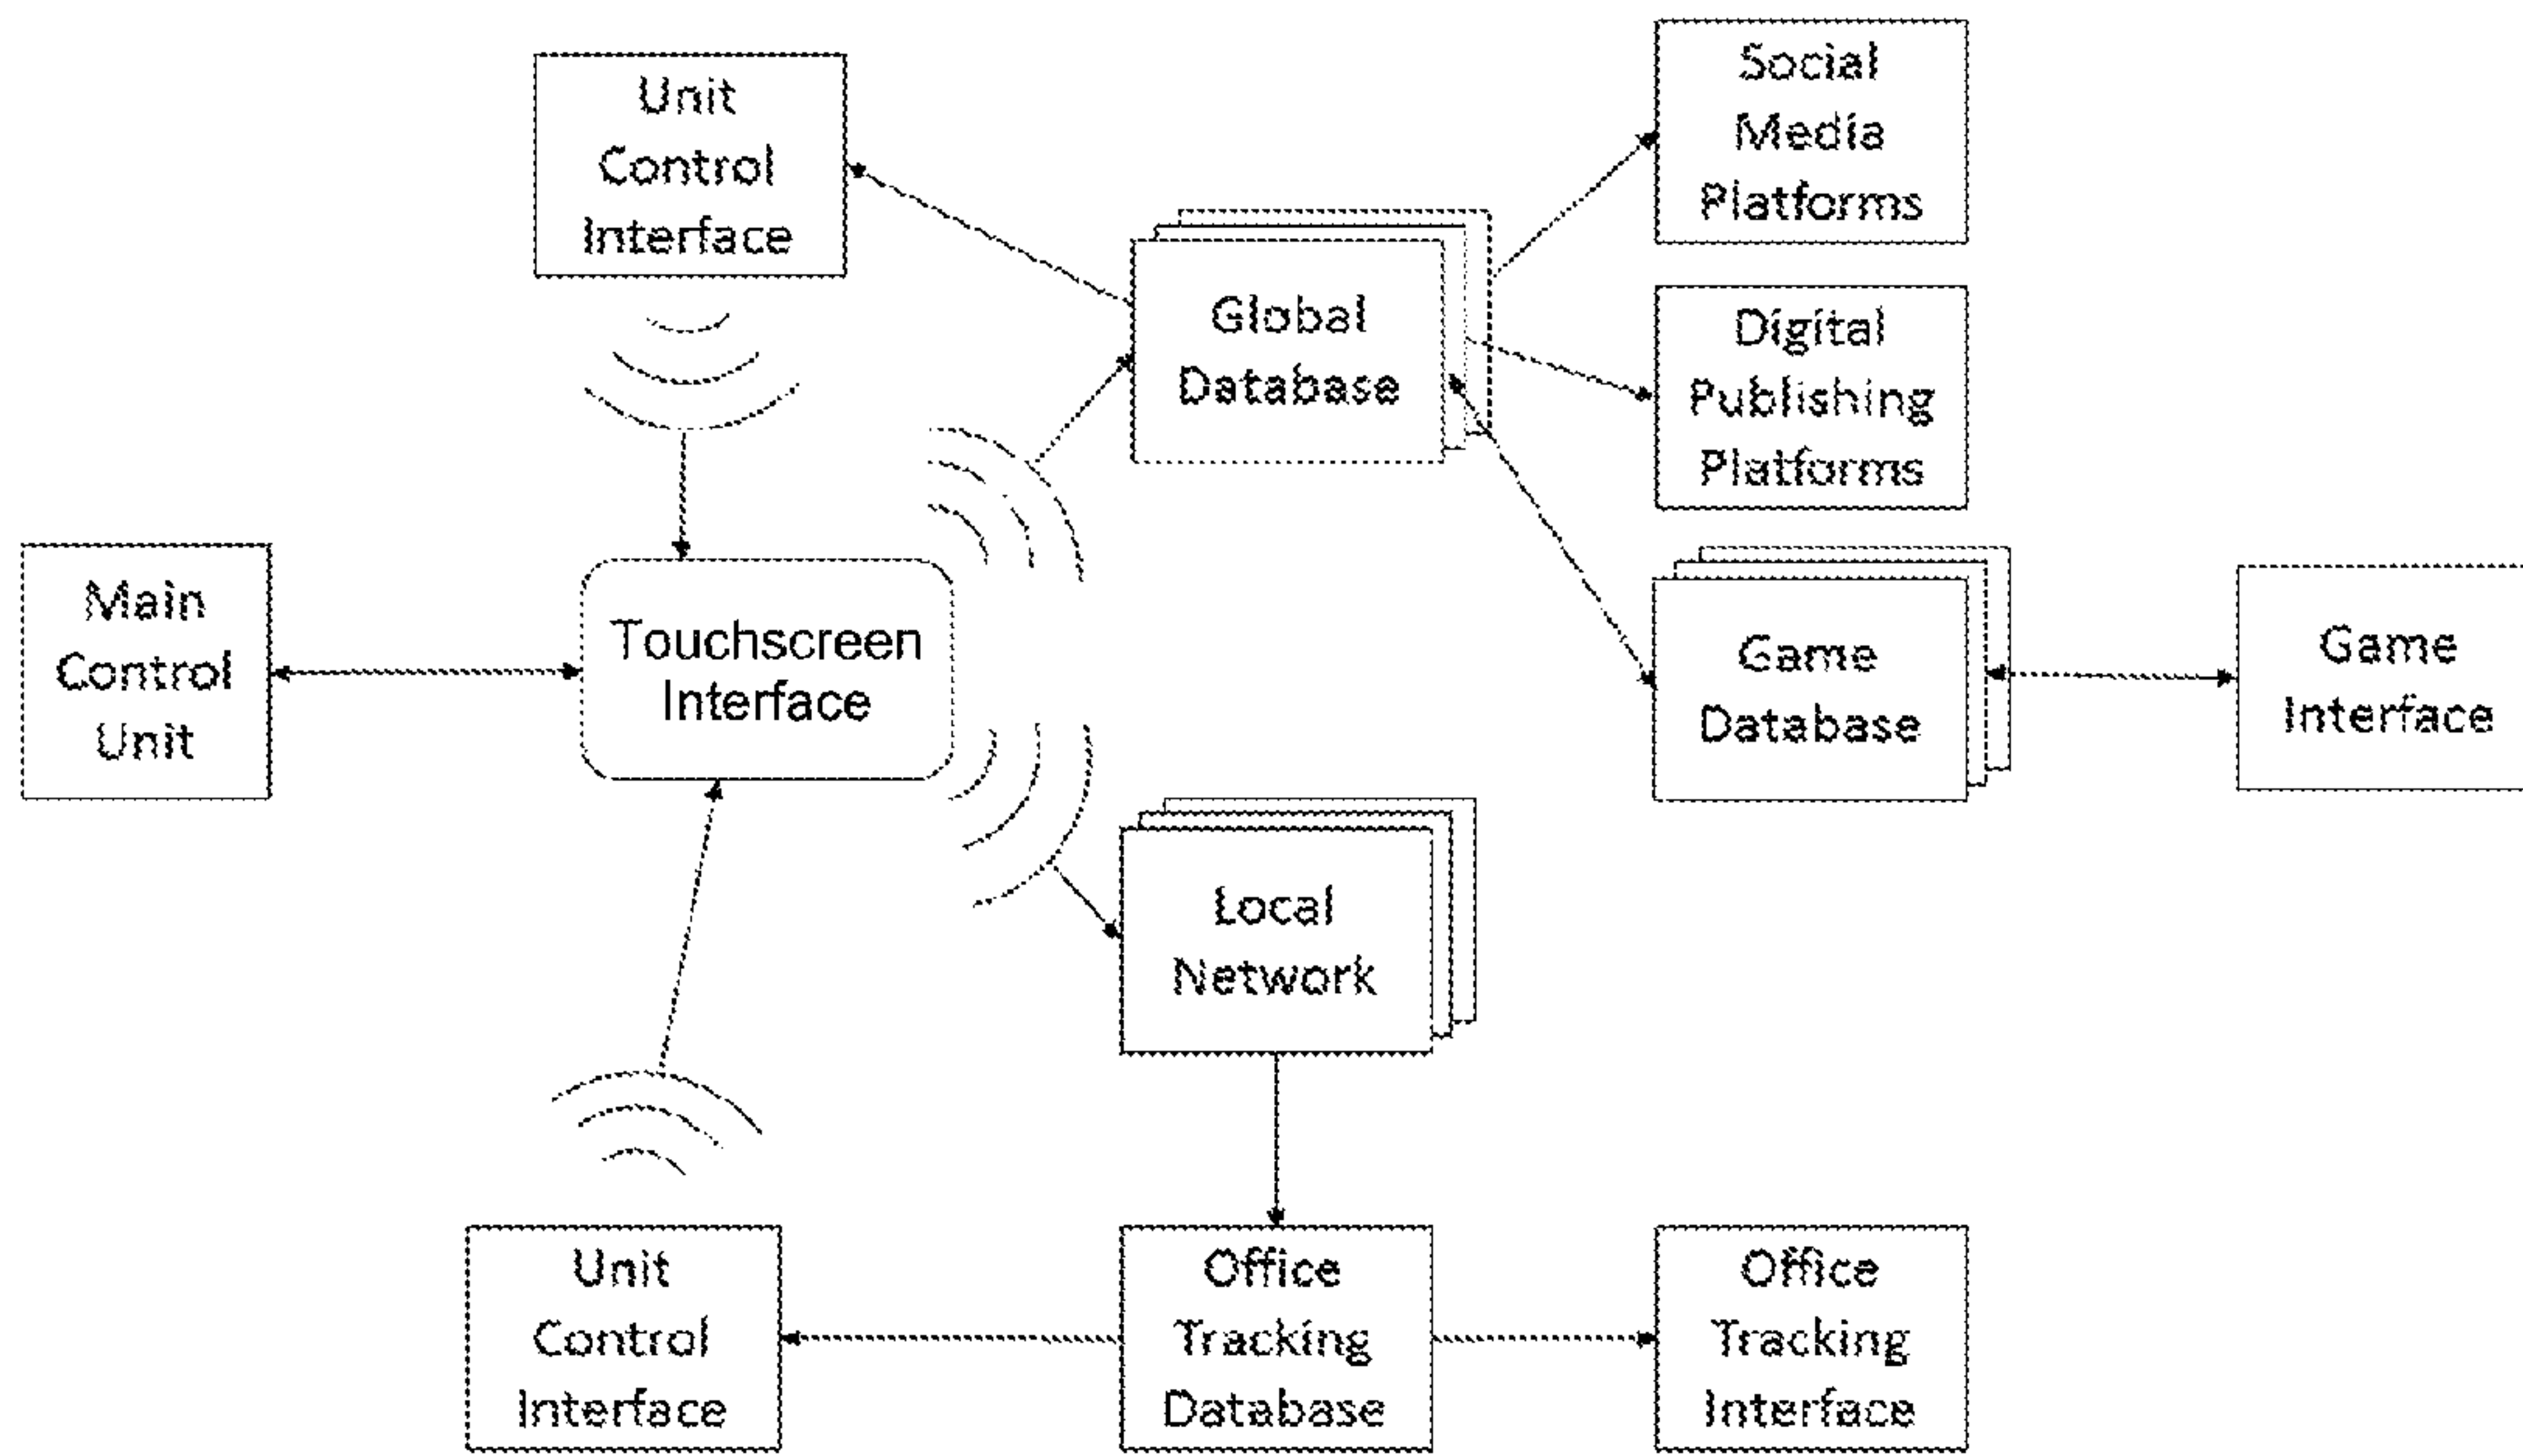 Unit
Control
Interface
Social
Media
Platforms
Global
Database
Digital
Publishing
Platforms
Main
Control
Unit
Touchscreen
Interface
Game
Database
Game
Interface
Local
Network
Unit
Control
Interface
Office
Tracking
Database
Office
Tracking
Interface